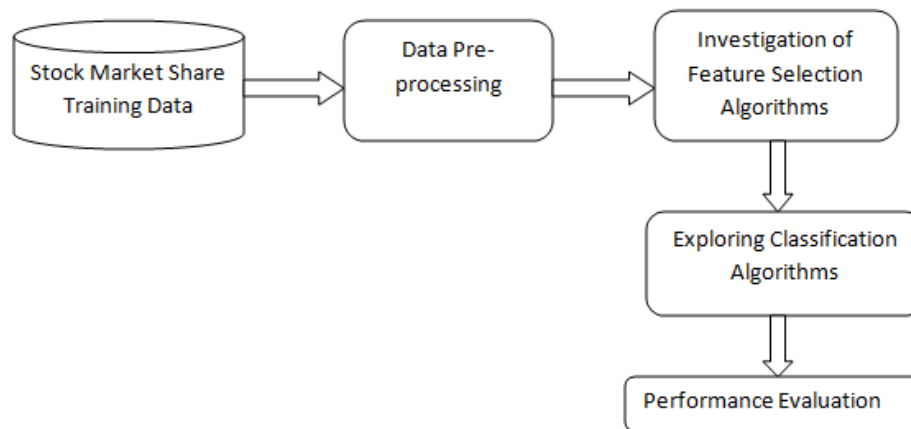 Stock Market Share
Training Data
Data Pre-
processing
Investigation of
Feature Selection
Algorithms
Exploring Classification
Algorithms
Performance Evaluation